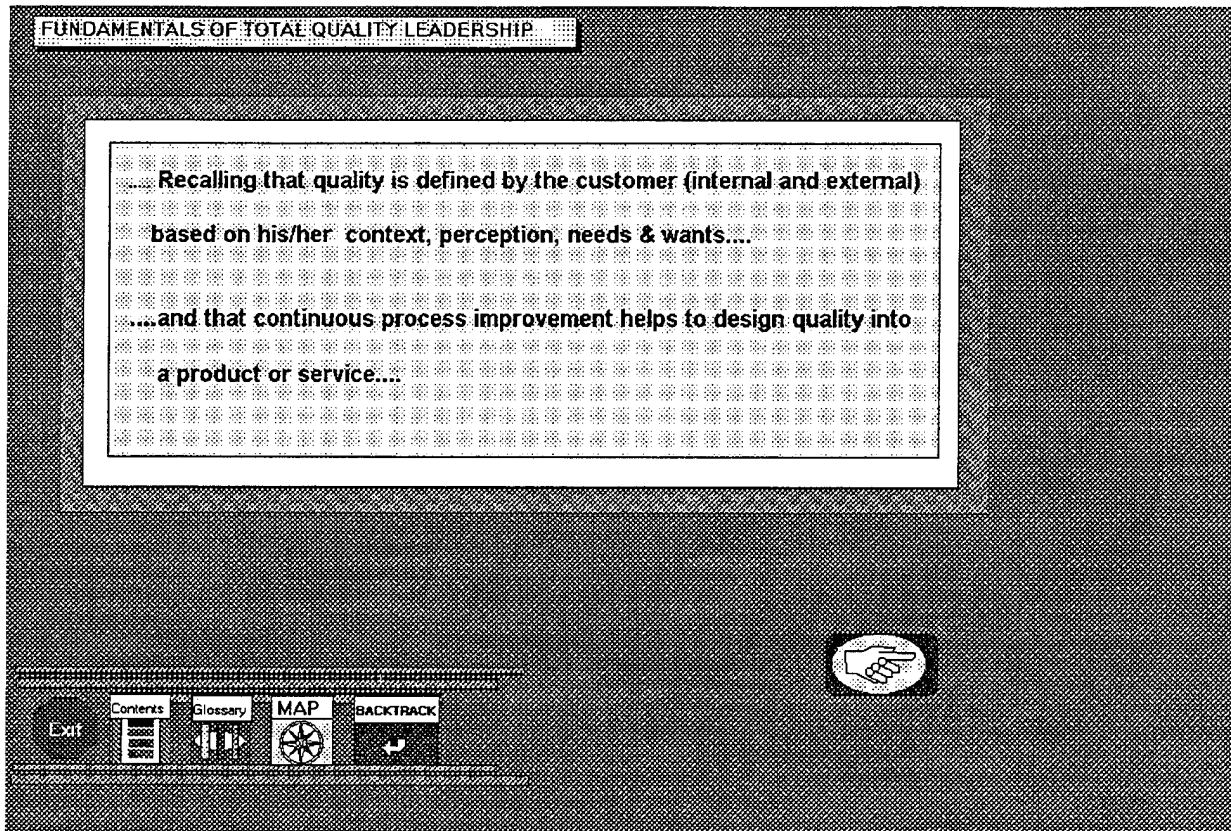 FUNDAMENTALS OF TOTAL QUALITY LEADERSHIP
.... Recalling that quality is defined by the customer (internal and external)
based on his/her context, perception, needs & wants....
....and that continuous process improvement helps to design quality into
a product or service....
Exit
Contents
Glossary
MAP
BACKTRACK